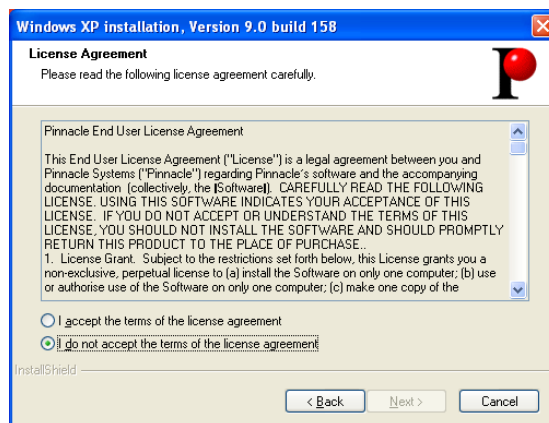 Windows XP installation, Version 9.0 build 158
License Agreement
Please read the following license agreement carefully.
Pinnacle End User License Agreement
This End User License Agreement ("License") is a legal agreement between you and
Pinnacle Systems ("Pinnacle") regarding Pinnacle's software and the accompanying
documentation (collectively, the |Software|). CAREFULLY READ THE FOLLOWING
LICENSE. USING THIS SOFTWARE INDICATES YOUR ACCEPTANCE OF THIS
LICENSE. IF YOU DO NOT ACCEPT OR UNDERSTAND THE TERMS OF THIS
LICENSE, YOU SHOULD NOT INSTALL THE SOFTWARE AND SHOULD PROMPTLY
RETURN THIS PRODUCT TO THE PLACE OF PURCHASE..
1. License Grant. Subject to the restrictions set forth below, this License grants you a
non-exclusive, perpetual license to (a) install the Software on only one computer; (b) use
or authorise use of the Software on only one computer; (c) make one copy of the
I accept the terms of the license agreement
I do not accept the terms of the license agreement
InstallShield
< Back
Next >
Cancel